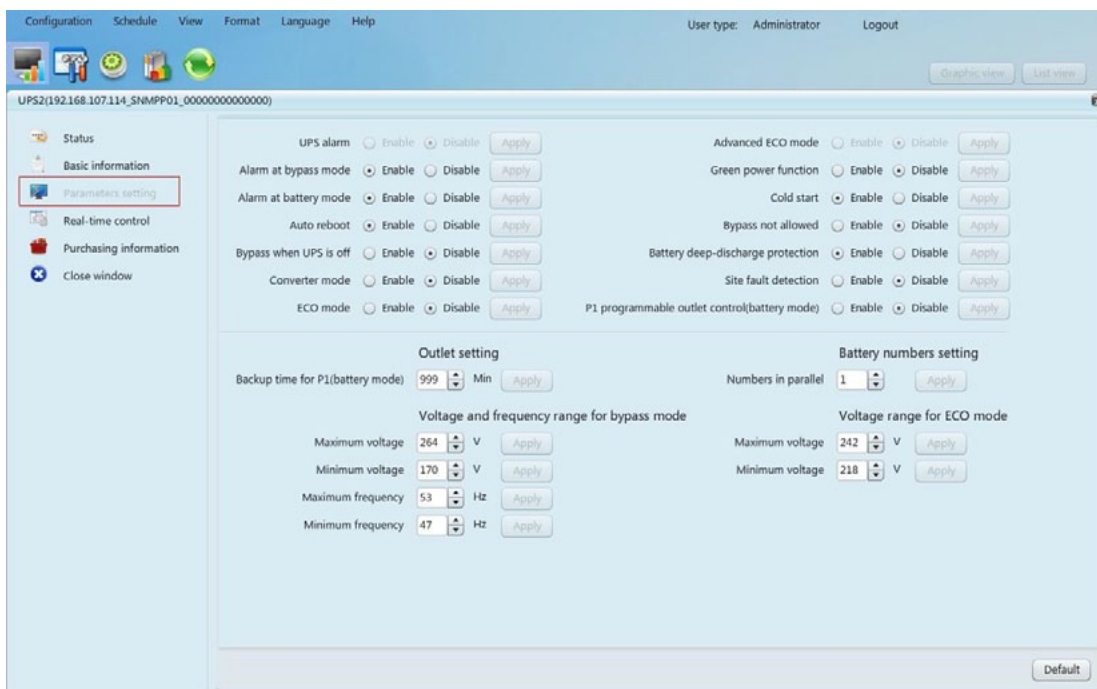 Configuration Schedule View Format Language Help User type: Administrator Logout
Graphic view List view
UPS2(192.168.107.114_SNMPP01_00000000000000)
Status
Basic information
Parameters setting
Real-time control
Purchasing information
Close window
UPS alarm Enable Disable Apply Advanced ECO mode Enable Disable Apply
Alarm at bypass mode Enable Disable Apply Green power function Enable Disable Apply
Alarm at battery mode Enable Disable Apply Cold start Enable Disable Apply
Auto reboot Enable Disable Apply Bypass not allowed Enable Disable Apply
Bypass when UPS is off Enable Disable Apply Battery deep-discharge protection Enable Disable Apply
Converter mode Enable Disable Apply Site fault detection Enable Disable Apply
ECO mode Enable Disable Apply P1 programmable outlet control(battery mode) Enable Disable Apply
Outlet setting Battery numbers setting
Backup time for P1(battery mode) 999 Min Apply Numbers in parallel 1 Apply
Voltage and frequency range for bypass mode Voltage range for ECO mode
Maximum voltage 264 V Apply Maximum voltage 242 V Apply
Minimum voltage 170 V Apply Minimum voltage 218 V Apply
Maximum frequency 53 Hz Apply
Minimum frequency 47 Hz Apply
Default